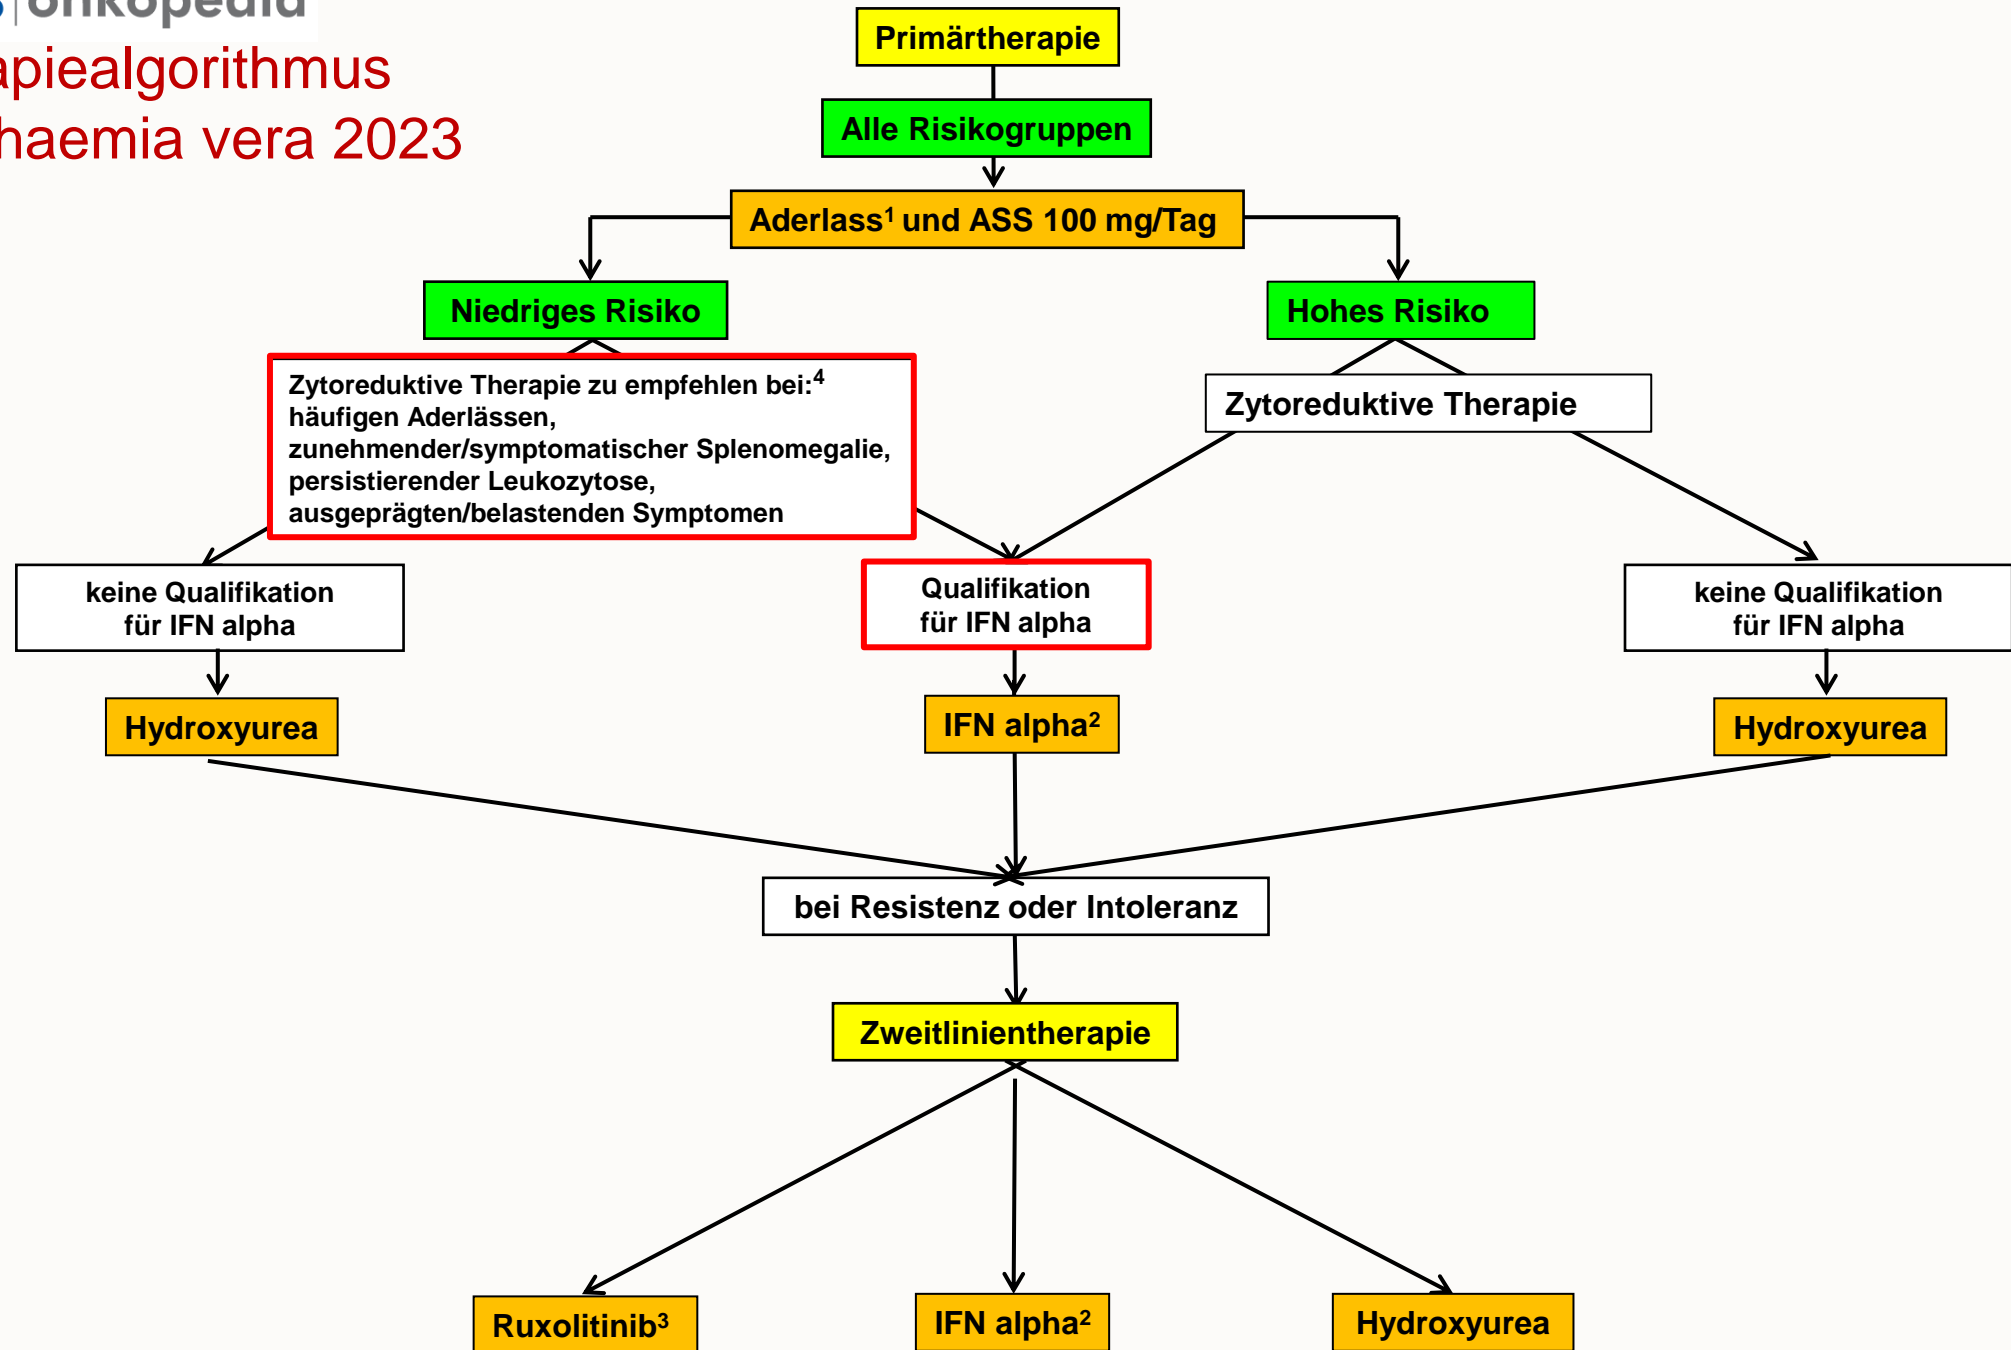 onkopedia
apiealgorithmus
haemia vera 2023
Primärtherapie
Alle Risikogruppen
Aderlass¹ und ASS 100 mg/Tag
Niedriges Risiko
Hohes Risiko
Zytoreduktive Therapie zu empfehlen bei:⁴
häufigen Aderlässen,
zunehmender/symptomatischer Splenomegalie,
persistierender Leukozytose,
ausgeprägten/belastenden Symptomen
Zytoreduktive Therapie
keine Qualifikation
für IFN alpha
Qualifikation
für IFN alpha
keine Qualifikation
für IFN alpha
Hydroxyurea
IFN alpha²
Hydroxyurea
bei Resistenz oder Intoleranz
Zweitlinientherapie
Ruxolitinib³
IFN alpha²
Hydroxyurea